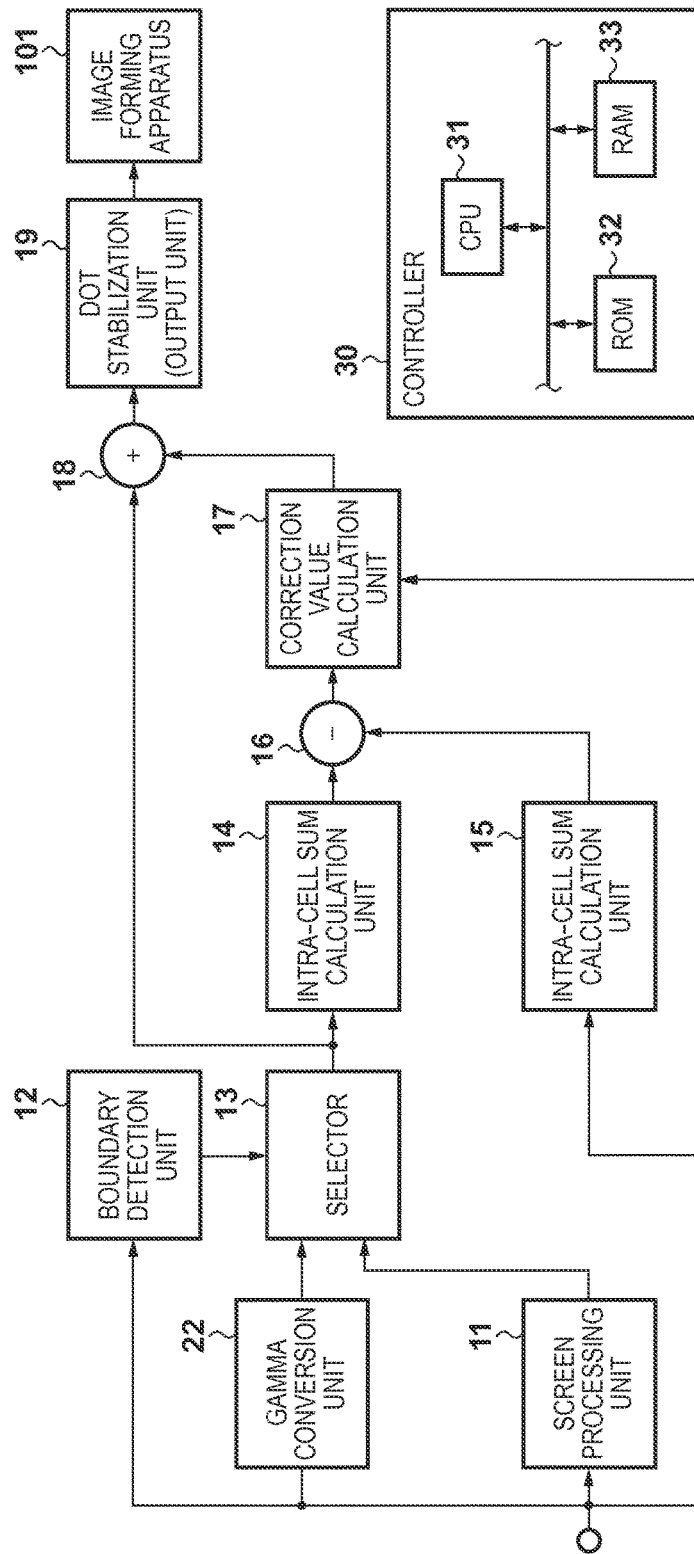 22
GAMMA
CONVERSION
UNIT
11
SCREEN
PROCESSING
UNIT
12
BOUNDARY
DETECTION
UNIT
13
SELECTOR
14
INTRA-CELL SUM
CALCULATION
UNIT
15
INTRA-CELL SUM
CALCULATION
UNIT
16
−
17
CORRECTION
VALUE
CALCULATION
UNIT
18
+
19
DOT
STABILIZATION
UNIT
(OUTPUT UNIT)
101
IMAGE
FORMING
APPARATUS
30
CONTROLLER
31
CPU
32
ROM
33
RAM